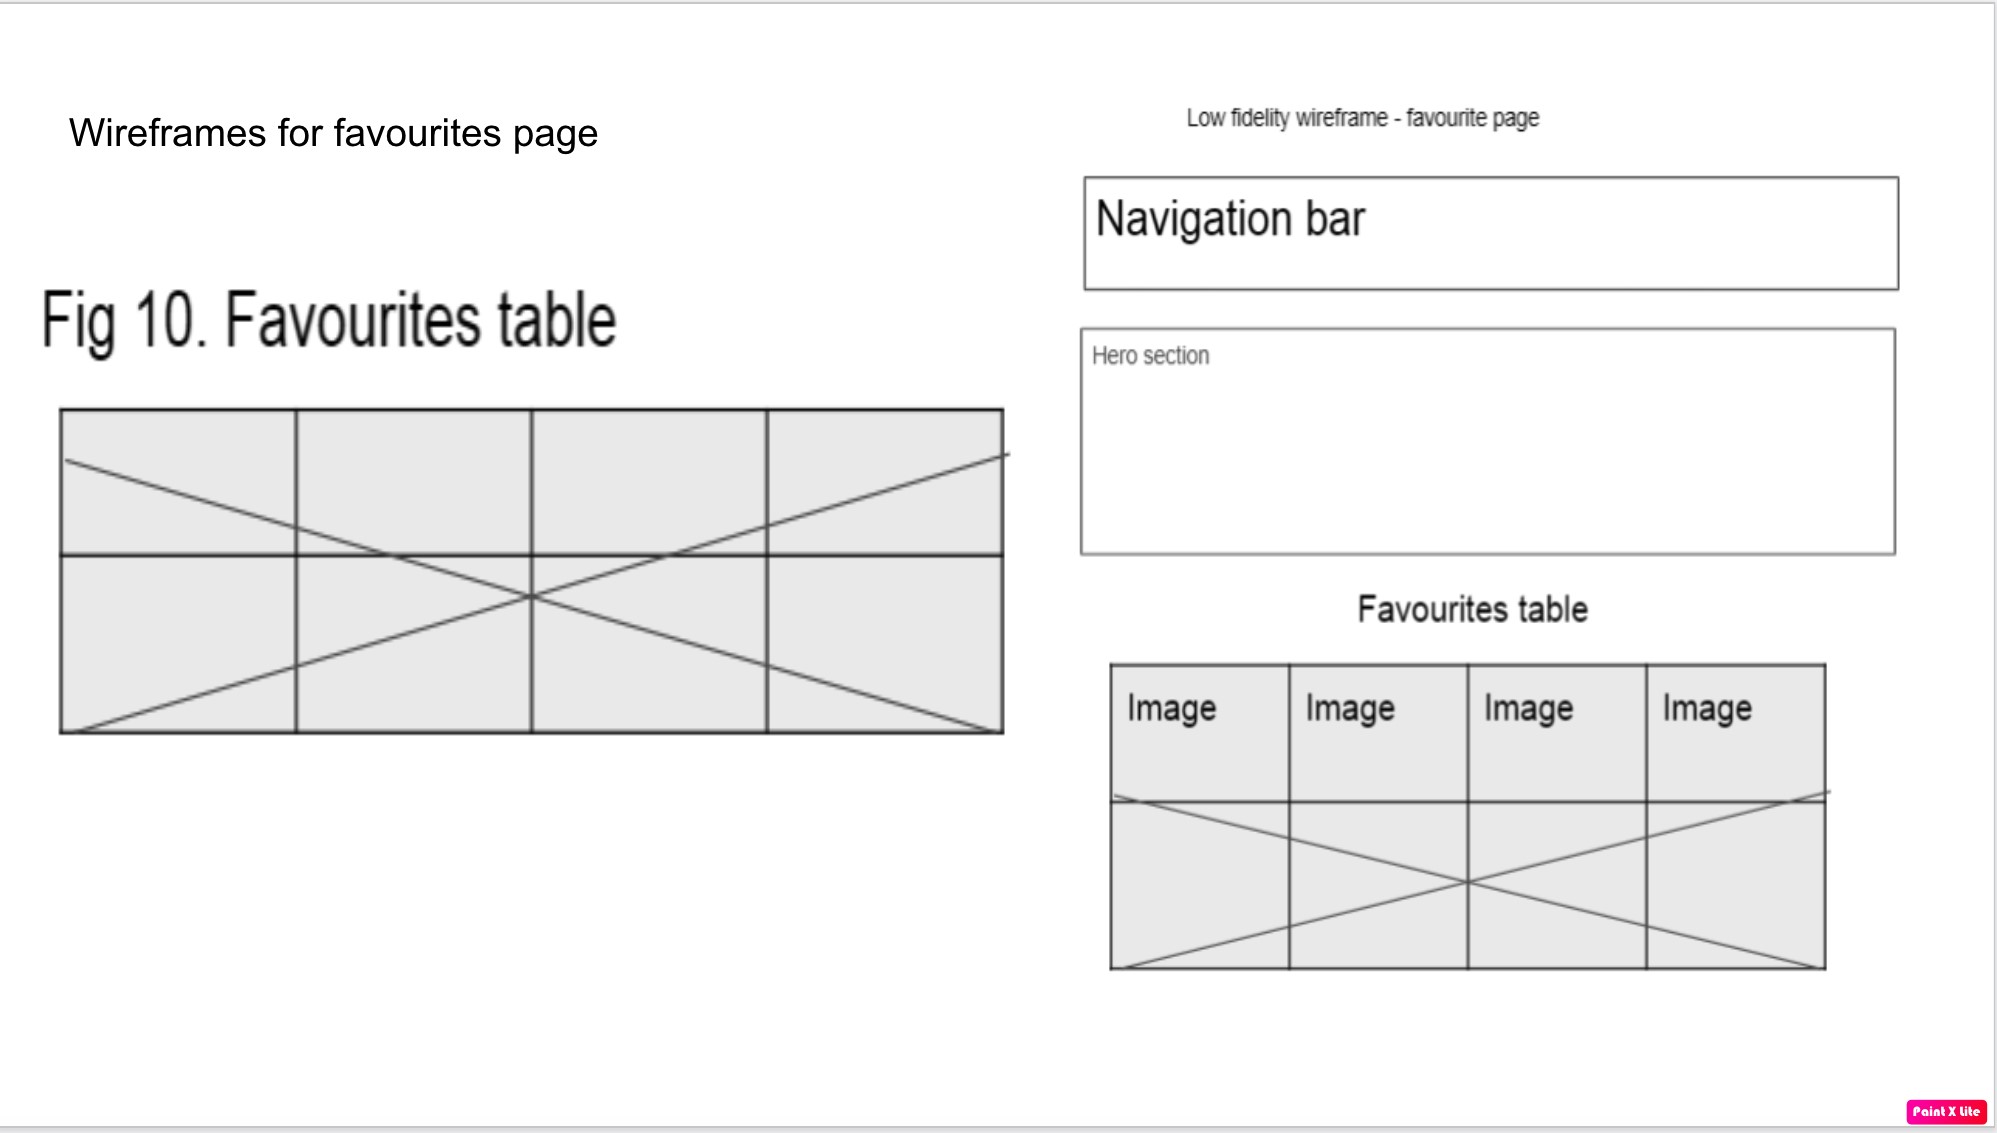 Wireframes for favourites page
Fig 10. Favourites table
Low fidelity wireframe - favourite page
Navigation bar
Hero section
Favourites table
Image Image Image Image
Paint X Lite